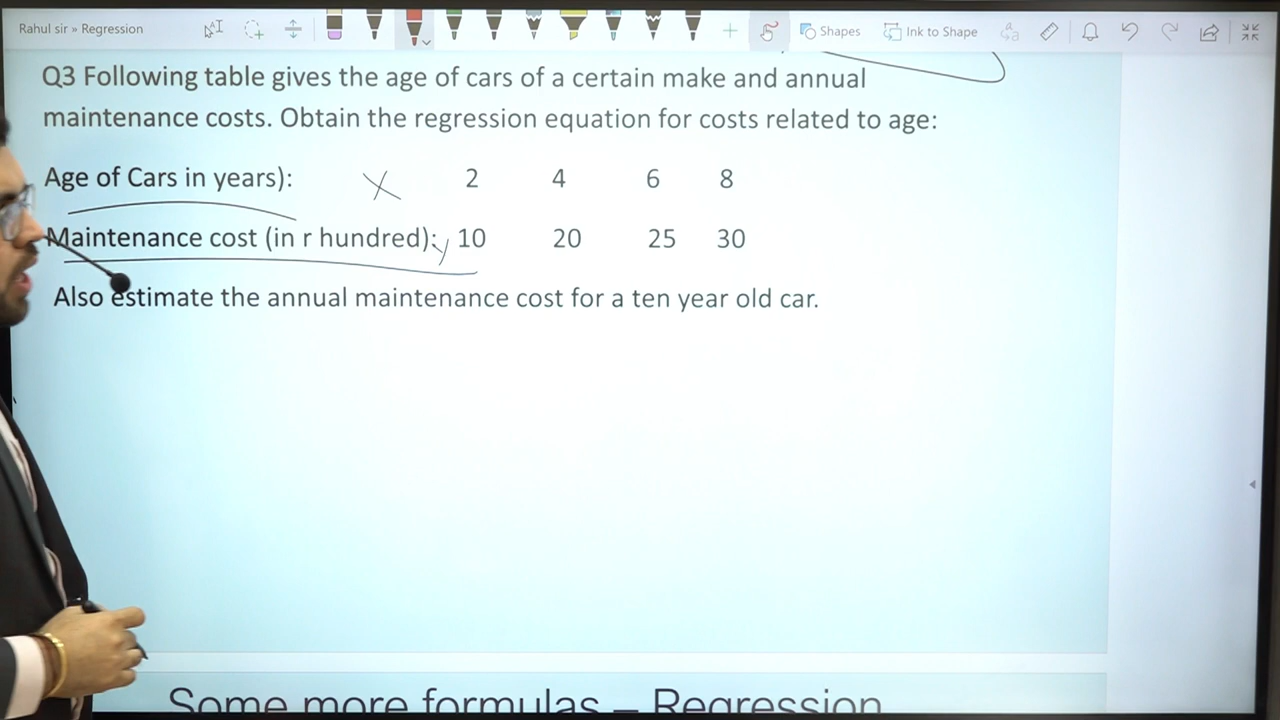 Rahul sir » Regression
Shapes
Ink to Shape
Q3 Following table gives the age of cars of a certain make and annual
maintenance costs. Obtain the regression equation for costs related to age:
Age of Cars in years): X 2 4 6 8
Maintenance cost (in r hundred): y 10 20 25 30
Also estimate the annual maintenance cost for a ten year old car.
Some more formulas – Regression